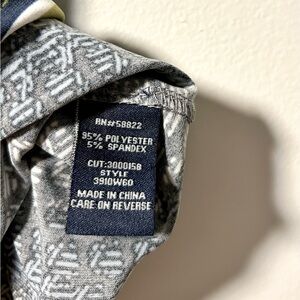 RN#58822
95% POLYESTER
5% SPANDEX
CUT:3000158
STYLE
3910W60
MADE IN CHINA
CARE ON REVERSE